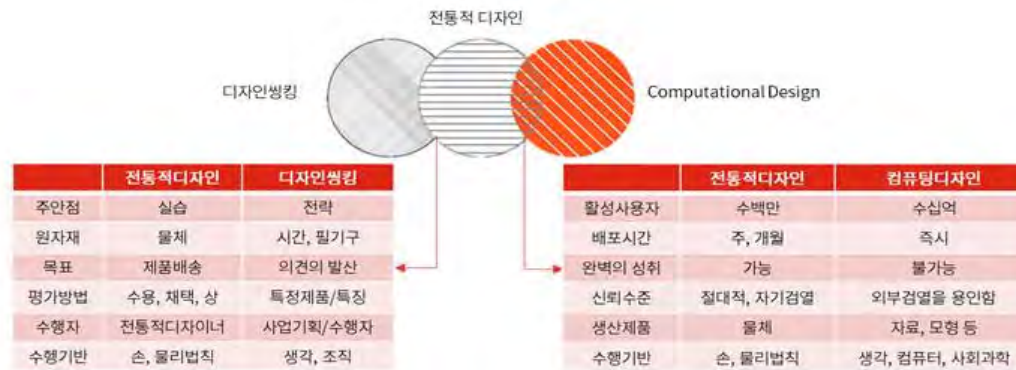 전통적 디자인
디자인씽킹
Computational Design
전통적디자인 디자인씽킹
주안점 실습 전략
원자재 물체 시간, 필기구
목표 제품배송 의견의 발산
평가방법 수용, 채택, 상 특정제품/특징
수행자 전통적디자이너 사업기획/수행자
수행기반 손, 물리법칙 생각, 조직
전통적디자인 컴퓨팅디자인
활성사용자 수백만 수십억
배포시간 주, 개월 즉시
완벽의 성취 가능 불가능
신뢰수준 절대적, 자기검열 외부검열을 용인함
생산제품 물체 자료, 모형 등
수행기반 손, 물리법칙 생각, 컴퓨터, 사회과학